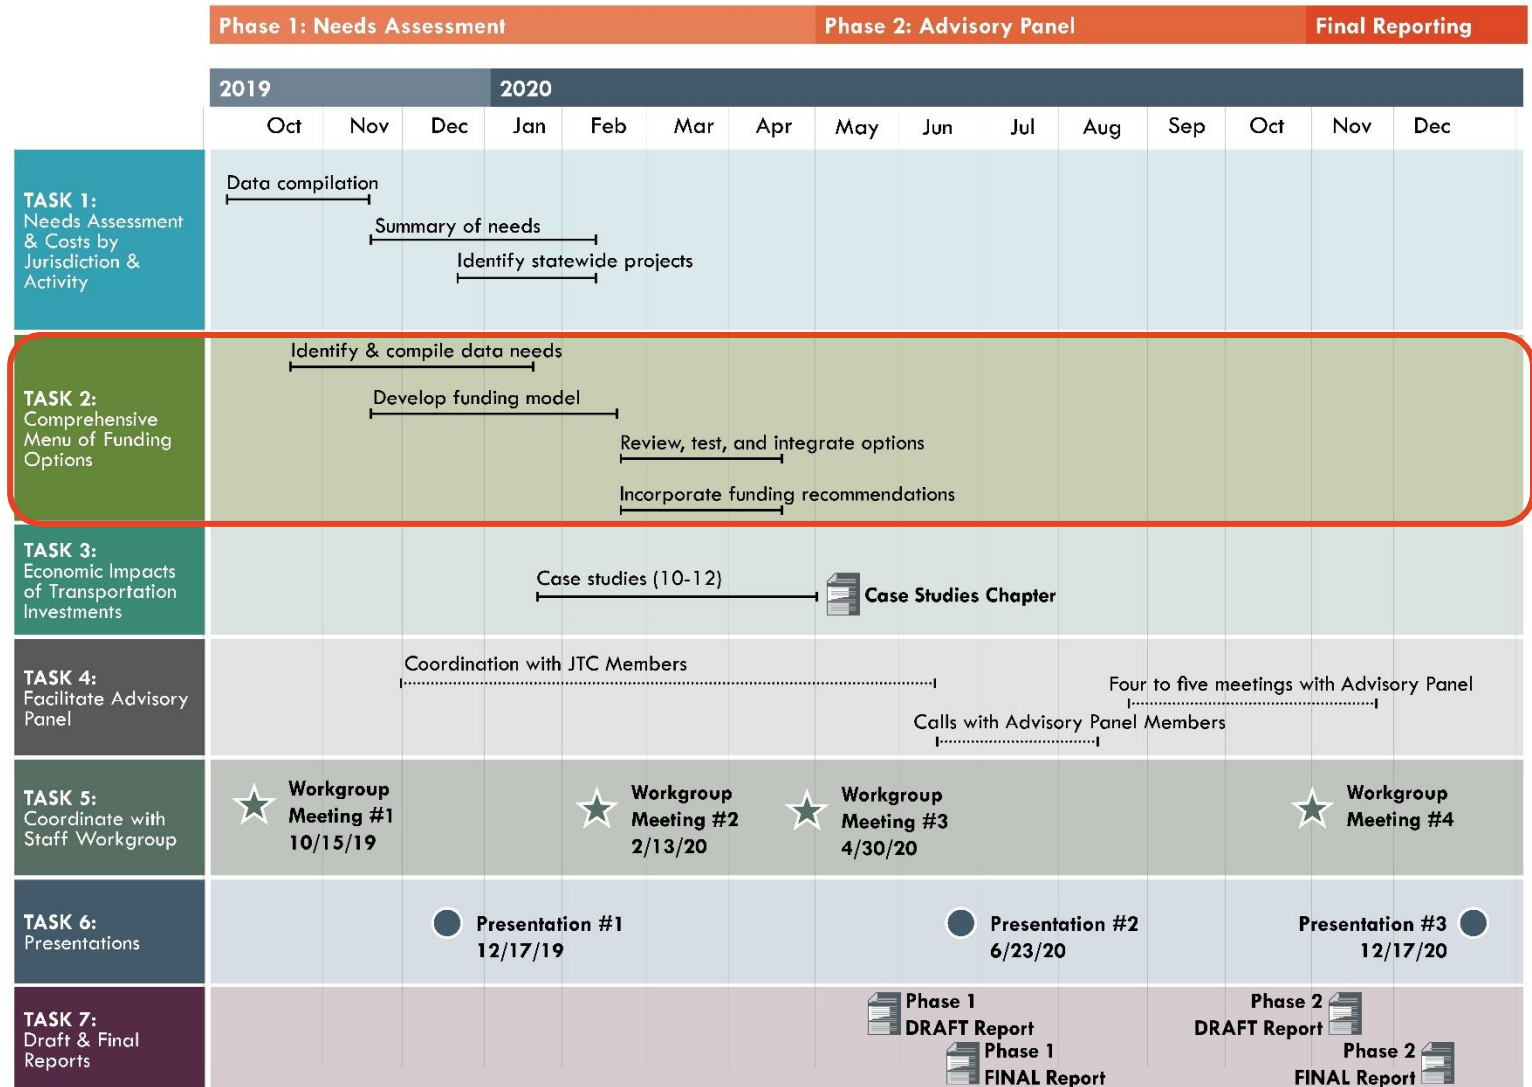 Phase 1: Needs Assessment
Phase 2: Advisory Panel
Final Reporting
2019
2020
Oct
Nov
Dec
Jan
Feb
Mar
Apr
May
Jun
Jul
Aug
Sep
Oct
Nov
Dec
TASK 1:
Needs Assessment
& Costs by
Jurisdiction &
Activity
Data compilation
Summary of needs
Identify statewide projects
TASK 2:
Comprehensive
Menu of Funding
Options
Identify & compile data needs
Develop funding model
Review, test, and integrate options
Incorporate funding recommendations
TASK 3:
Economic Impacts
of Transportation
Investments
Case studies (10-12)
Case Studies Chapter
TASK 4:
Facilitate Advisory
Panel
Coordination with JTC Members
Four to five meetings with Advisory Panel
Calls with Advisory Panel Members
TASK 5:
Coordinate with
Staff Workgroup
Workgroup
Meeting #1
10/15/19
Workgroup
Meeting #2
2/13/20
Workgroup
Meeting #3
4/30/20
Workgroup
Meeting #4
TASK 6:
Presentations
Presentation #1
12/17/19
Presentation #2
6/23/20
Presentation #3
12/17/20
TASK 7:
Draft & Final
Reports
Phase 1
DRAFT Report
Phase 1
FINAL Report
Phase 2
DRAFT Report
Phase 2
FINAL Report